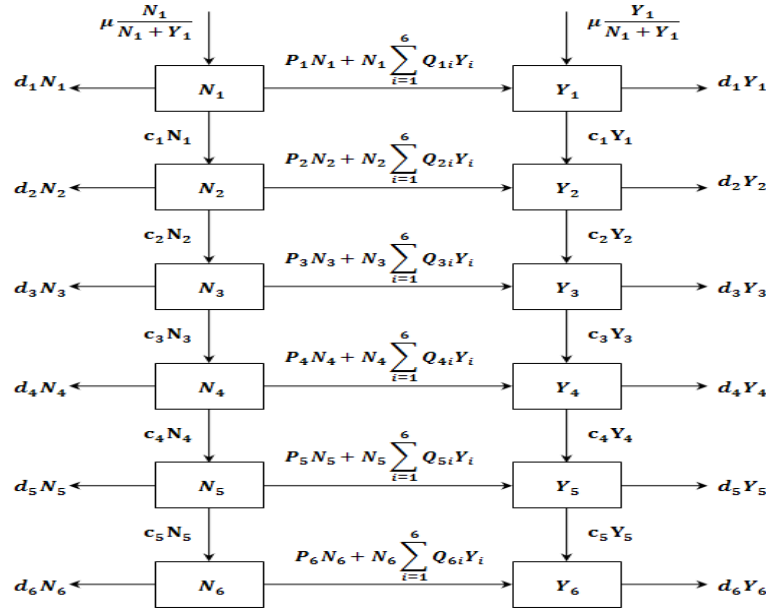 μ N₁/(N₁ + Y₁) μ Y₁/(N₁ + Y₁)
P₁N₁ + N₁ ∑_{i=1}^{6} Q₁ᵢYᵢ
d₁N₁ N₁ Y₁ d₁Y₁
c₁N₁ c₁Y₁
P₂N₂ + N₂ ∑_{i=1}^{6} Q₂ᵢYᵢ
d₂N₂ N₂ Y₂ d₂Y₂
c₂N₂ c₂Y₂
P₃N₃ + N₃ ∑_{i=1}^{6} Q₃ᵢYᵢ
d₃N₃ N₃ Y₃ d₃Y₃
c₃N₃ c₃Y₃
P₄N₄ + N₄ ∑_{i=1}^{6} Q₄ᵢYᵢ
d₄N₄ N₄ Y₄ d₄Y₄
c₄N₄ c₄Y₄
P₅N₅ + N₅ ∑_{i=1}^{6} Q₅ᵢYᵢ
d₅N₅ N₅ Y₅ d₅Y₅
c₅N₅ c₅Y₅
P₆N₆ + N₆ ∑_{i=1}^{6} Q₆ᵢYᵢ
d₆N₆ N₆ Y₆ d₆Y₆